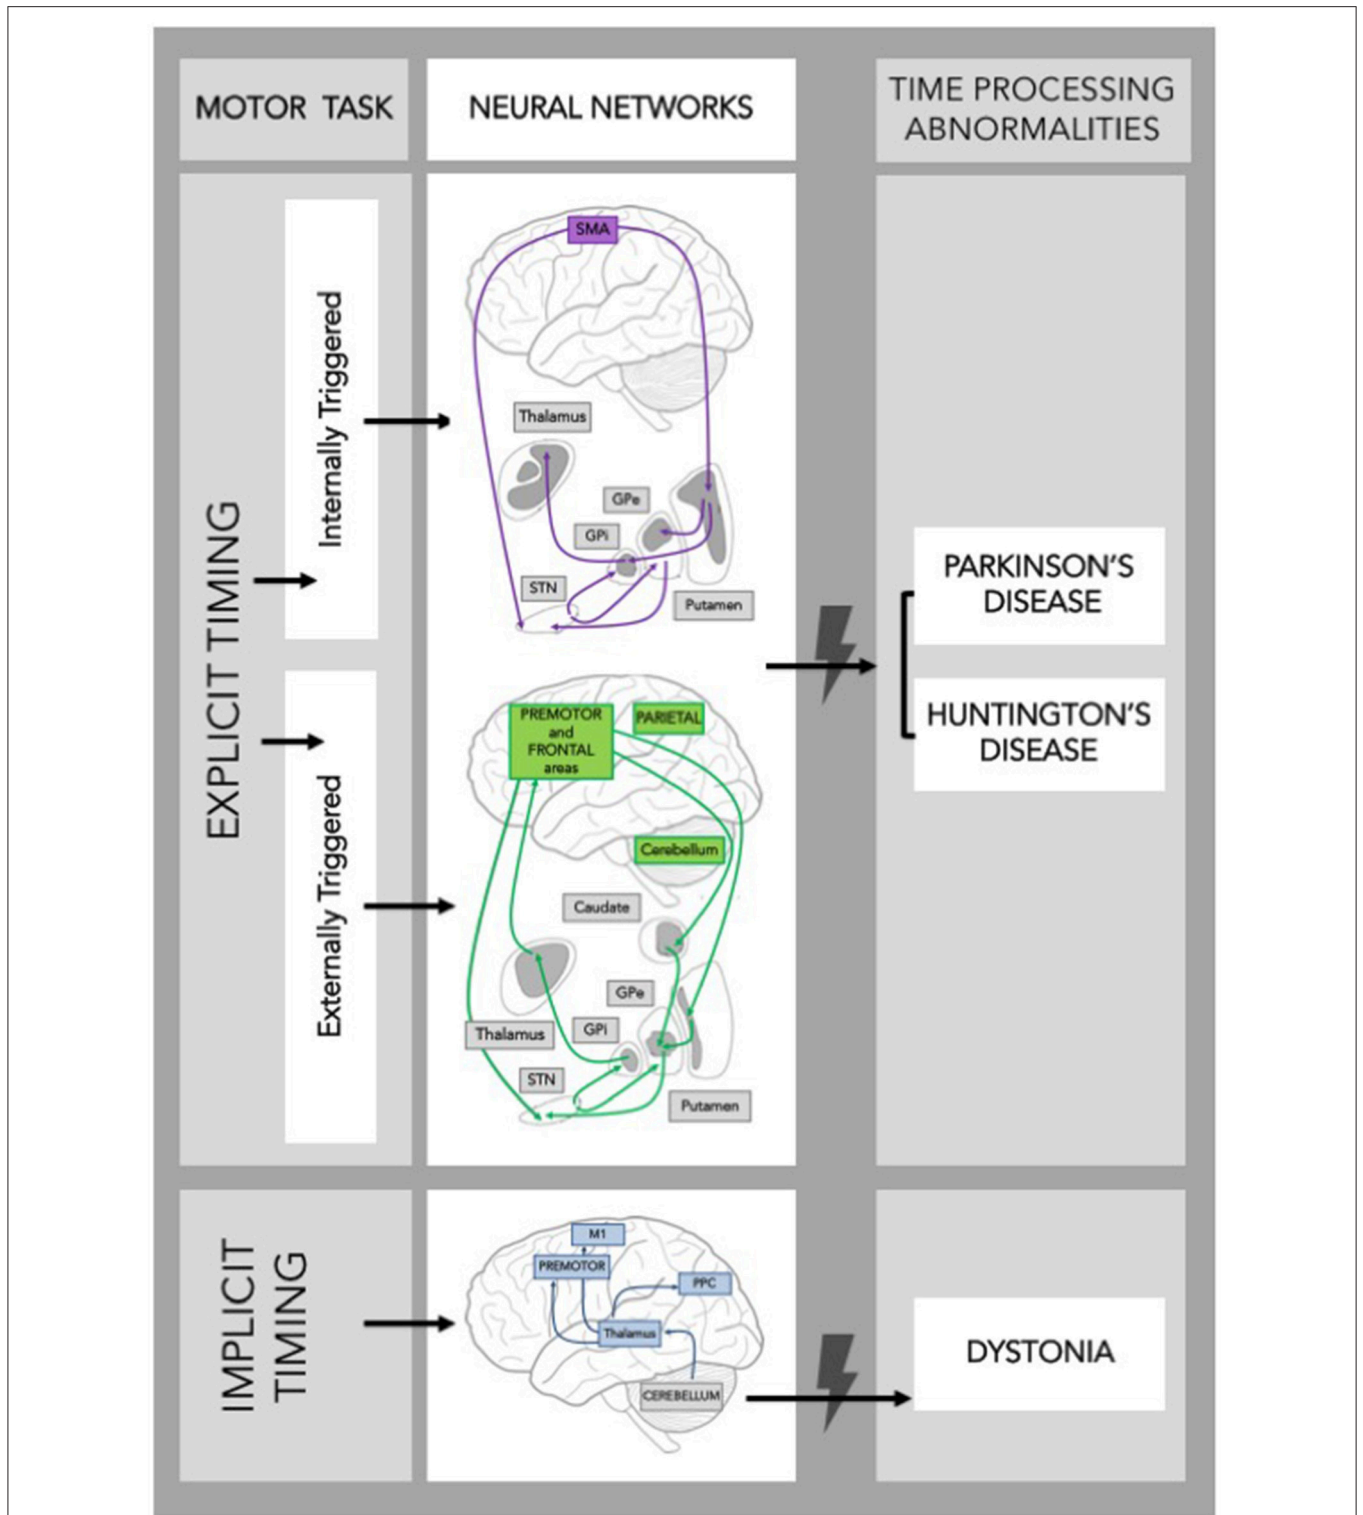 MOTOR TASK
NEURAL NETWORKS
TIME PROCESSING
ABNORMALITIES
EXPLICIT TIMING
Internally Triggered
SMA
Thalamus
GPe
GPi
STN
Putamen
Externally Triggered
PREMOTOR
and
FRONTAL
areas
PARIETAL
Cerebellum
Caudate
GPe
GPi
Thalamus
STN
Putamen
PARKINSON'S
DISEASE
HUNTINGTON'S
DISEASE
IMPLICIT
TIMING
M1
PREMOTOR
PPC
Thalamus
CEREBELLUM
DYSTONIA